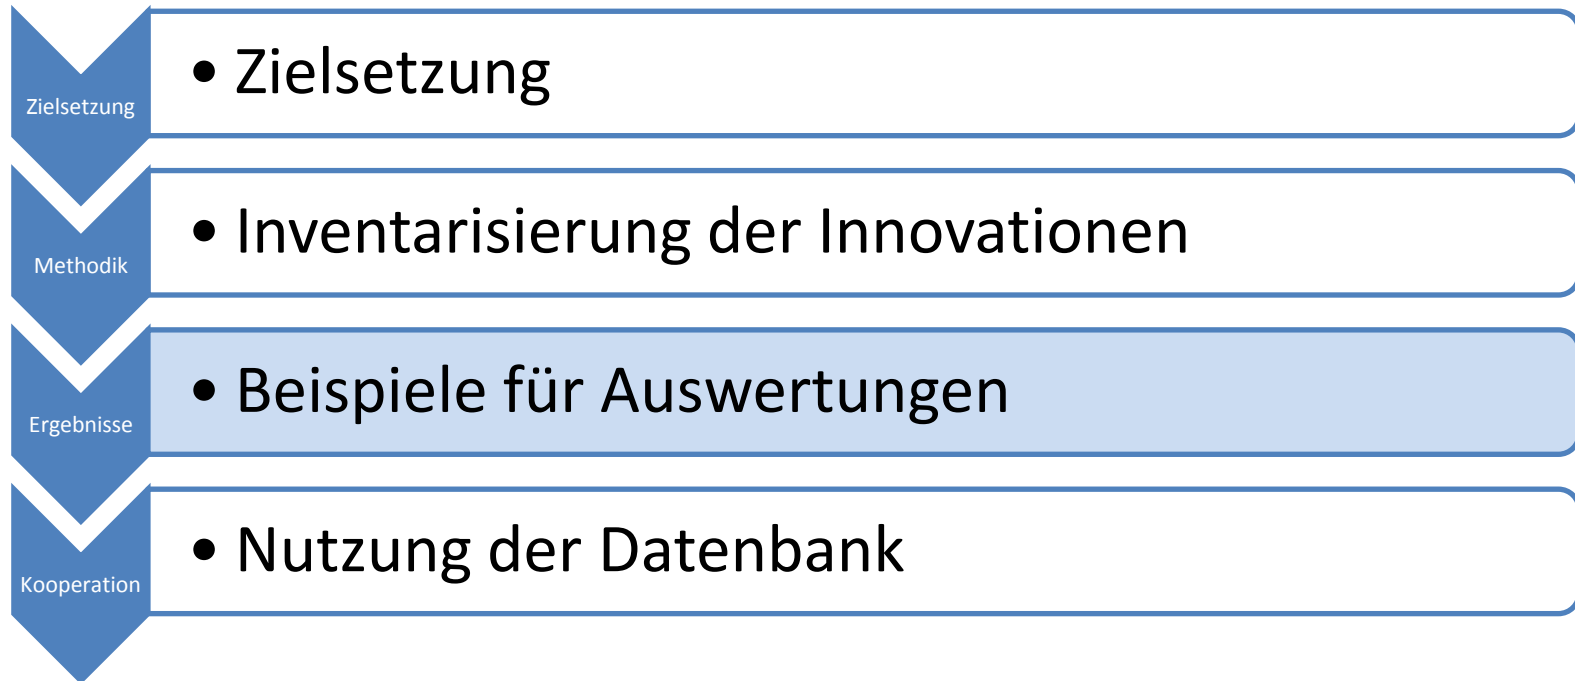 Zielsetzung
• Zielsetzung
Methodik
• Inventarisierung der Innovationen
Ergebnisse
• Beispiele für Auswertungen
Kooperation
• Nutzung der Datenbank